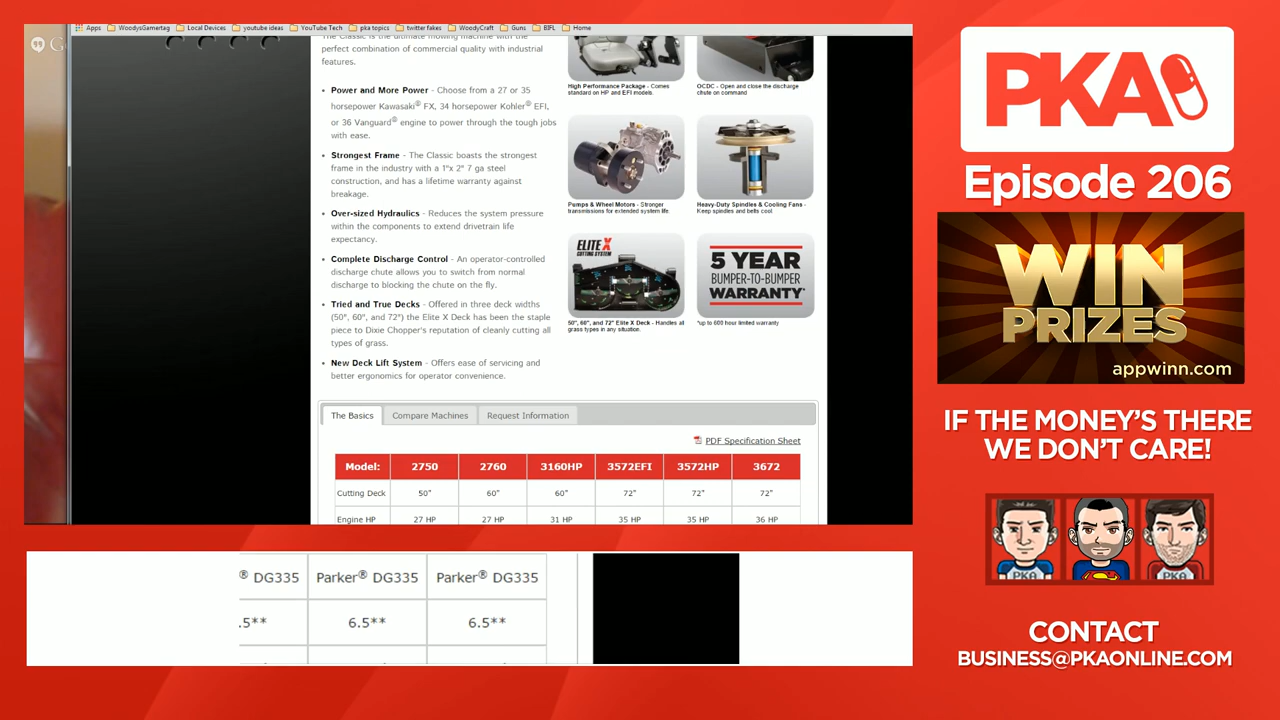 Apps WoodysGamertag Local Devices youtube ideas YouTube Tech pka topics twitter fakes WoodyCraft Guns BIFL Home
The Classic is the ultimate mowing machine with the
perfect combination of commercial quality with industrial
features.
Power and More Power - Choose from a 27 or 35
horsepower Kawasaki® FX, 34 horsepower Kohler® EFI,
or 36 Vanguard® engine to power through the tough jobs
with ease.
Strongest Frame - The Classic boasts the strongest
frame in the industry with a 1"x 2" 7 ga steel
construction, and has a lifetime warranty against
breakage.
Over-sized Hydraulics - Reduces the system pressure
within the components to extend drivetrain life
expectancy.
Complete Discharge Control - An operator-controlled
discharge chute allows you to switch from normal
discharge to blocking the chute on the fly.
Tried and True Decks - Offered in three deck widths
(50", 60", and 72") the Elite X Deck has been the staple
piece to Dixie Chopper's reputation of cleanly cutting all
types of grass.
New Deck Lift System - Offers ease of servicing and
better ergonomics for operator convenience.
High Performance Package - Comes
standard on HP and EFI models.
OCDC - Open and close the discharge
chute on command
Pumps & Wheel Motors - Stronger
transmissions for extended system life.
Heavy-Duty Spindles & Cooling Fans -
Keep spindles and belts cool
ELITE X
CUTTING SYSTEM
50", 60", and 72" Elite X Deck - Handles all
grass types in any situation.
5 YEAR
BUMPER-TO-BUMPER
WARRANTY*
*up to 600 hour limited warranty
The Basics Compare Machines Request Information
PDF Specification Sheet
Model: 2750 2760 3160HP 3572EFI 3572HP 3672
Cutting Deck 50" 60" 60" 72" 72" 72"
Engine HP 27 HP 27 HP 31 HP 35 HP 35 HP 36 HP
® DG335 Parker® DG335 Parker® DG335
.5** 6.5** 6.5**
PKA
Episode 206
WIN
PRIZES
appwinn.com
IF THE MONEY'S THERE
WE DON'T CARE!
PKA PKA
CONTACT
BUSINESS@PKAONLINE.COM